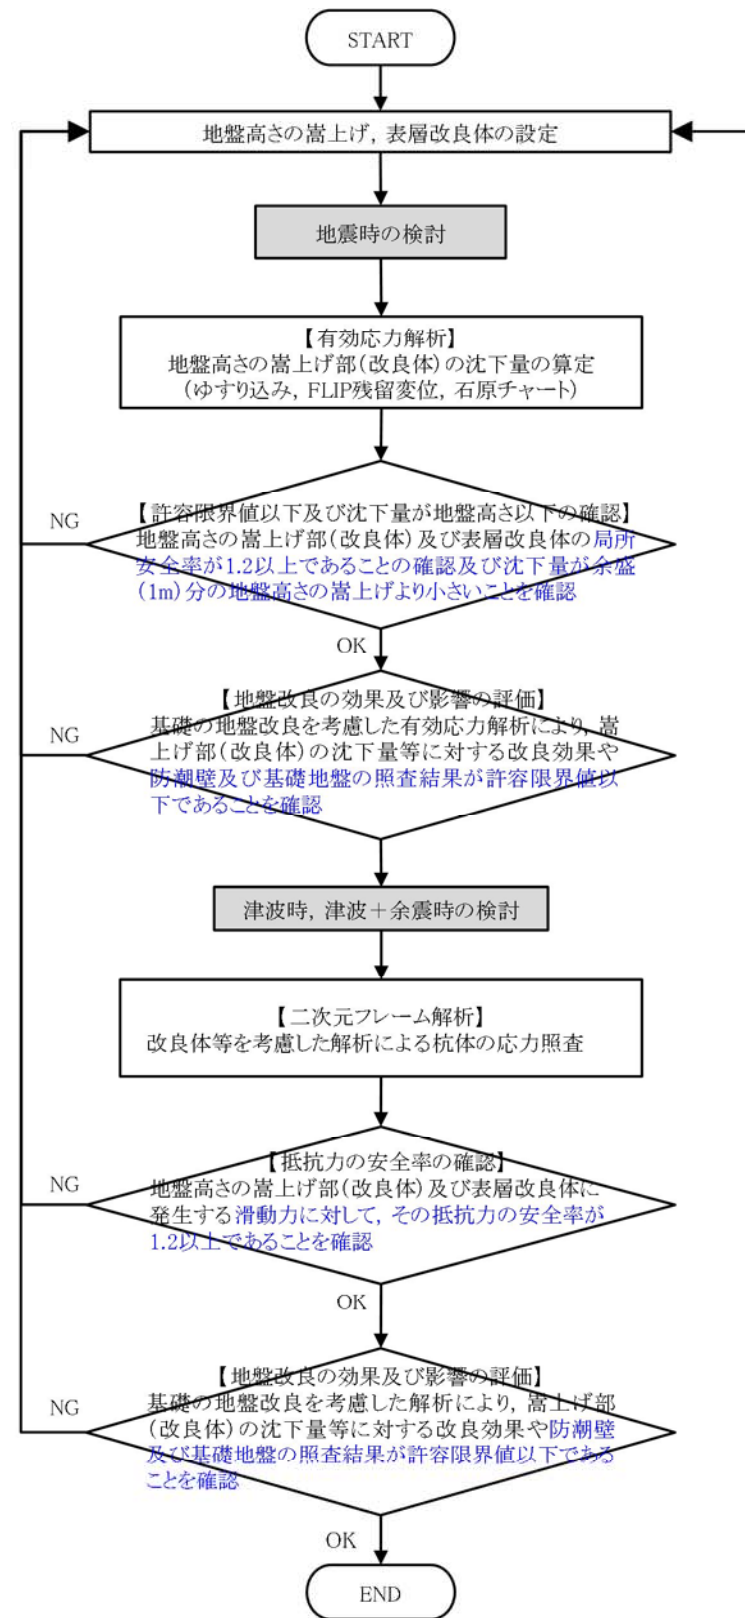 START
地盤高さの嵩上げ，表層改良体の設定
地震時の検討
【有効応力解析】
地盤高さの嵩上げ部（改良体）の沈下量の算定
（ゆすり込み，FLIP残留変位，石原チャート）
NG
【許容限界値以下及び沈下量が地盤高さ以下の確認】
地盤高さの嵩上げ部（改良体）及び表層改良体の局所
安全率が1.2以上であることの確認及び沈下量が余盛
（1m）分の地盤高さの嵩上げより小さいことを確認
OK
NG
【地盤改良の効果及び影響の評価】
基礎の地盤改良を考慮した有効応力解析により，嵩
上げ部（改良体）の沈下量等に対する改良効果や
防潮壁及び基礎地盤の照査結果が許容限界値以
下であることを確認
津波時，津波＋余震時の検討
【二次元フレーム解析】
改良体等を考慮した解析による杭体の応力照査
NG
【抵抗力の安全率の確認】
地盤高さの嵩上げ部（改良体）及び表層改良体に
発生する滑動力に対して，その抵抗力の安全率が
1.2以上であることを確認
OK
NG
【地盤改良の効果及び影響の評価】
基礎の地盤改良を考慮した解析により，嵩上げ部
（改良体）の沈下量等に対する改良効果や防潮壁
及び基礎地盤の照査結果が許容限界値以下である
ことを確認
OK
END